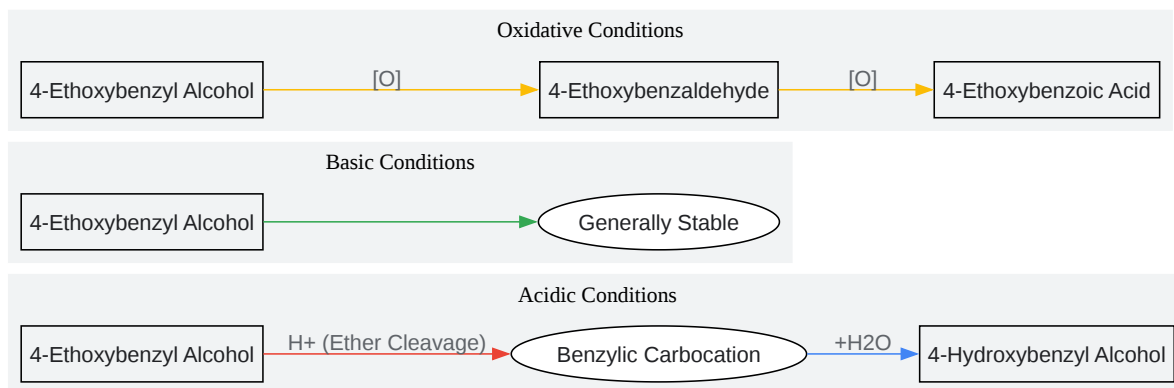 Oxidative Conditions
4-Ethoxybenzyl Alcohol
[O]
4-Ethoxybenzaldehyde
[O]
4-Ethoxybenzoic Acid
Basic Conditions
4-Ethoxybenzyl Alcohol
Generally Stable
Acidic Conditions
4-Ethoxybenzyl Alcohol
H+ (Ether Cleavage)
Benzylic Carbocation
+H2O
4-Hydroxybenzyl Alcohol